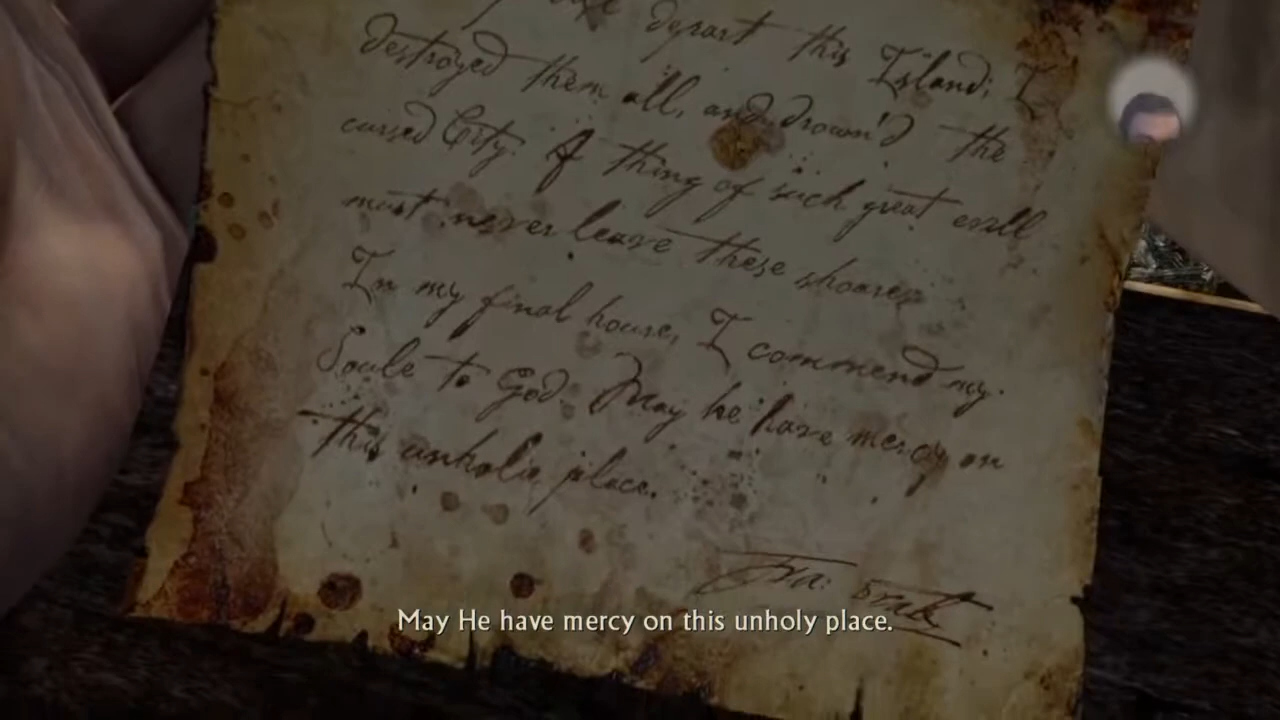 depart this Island; I
destroyed them all, and drown'd the
cursed City. A thing of such great evill
must never leave these shoares
In my final houre, I commend my
Soule to God. May he have mercy on
this unholie place.
Fra: Drak
May He have mercy on this unholy place.